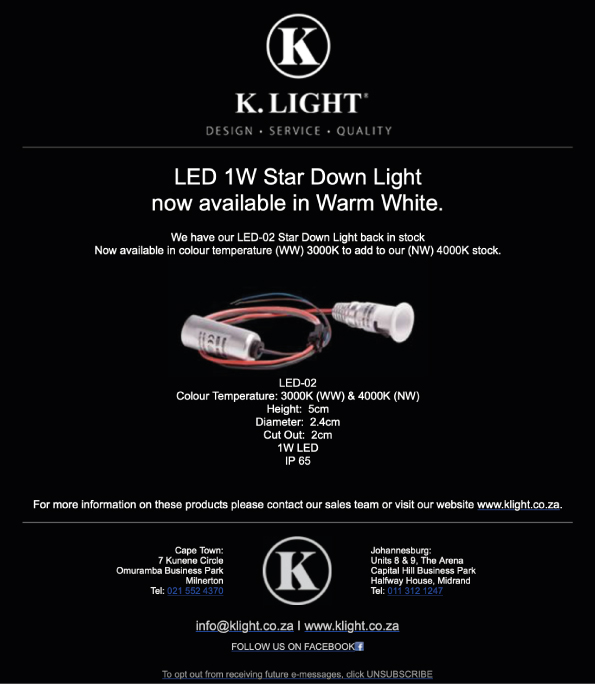 K
K. LIGHT®
DESIGN • SERVICE • QUALITY
LED 1W Star Down Light
now available in Warm White.
We have our LED-02 Star Down Light back in stock
Now available in colour temperature (WW) 3000K to add to our (NW) 4000K stock.
LED-02
Colour Temperature: 3000K (WW) & 4000K (NW)
Height: 5cm
Diameter: 2.4cm
Cut Out: 2cm
1W LED
IP 65
For more information on these products please contact our sales team or visit our website www.klight.co.za.
Cape Town:
7 Kunene Circle
Omuramba Business Park
Milnerton
Tel: 021 552 4370
K
Johannesburg:
Units 8 & 9, The Arena
Capital Hill Business Park
Halfway House, Midrand
Tel: 011 312 1247
info@klight.co.za I www.klight.co.za
FOLLOW US ON FACEBOOK
To opt out from receiving future e-messages, click UNSUBSCRIBE